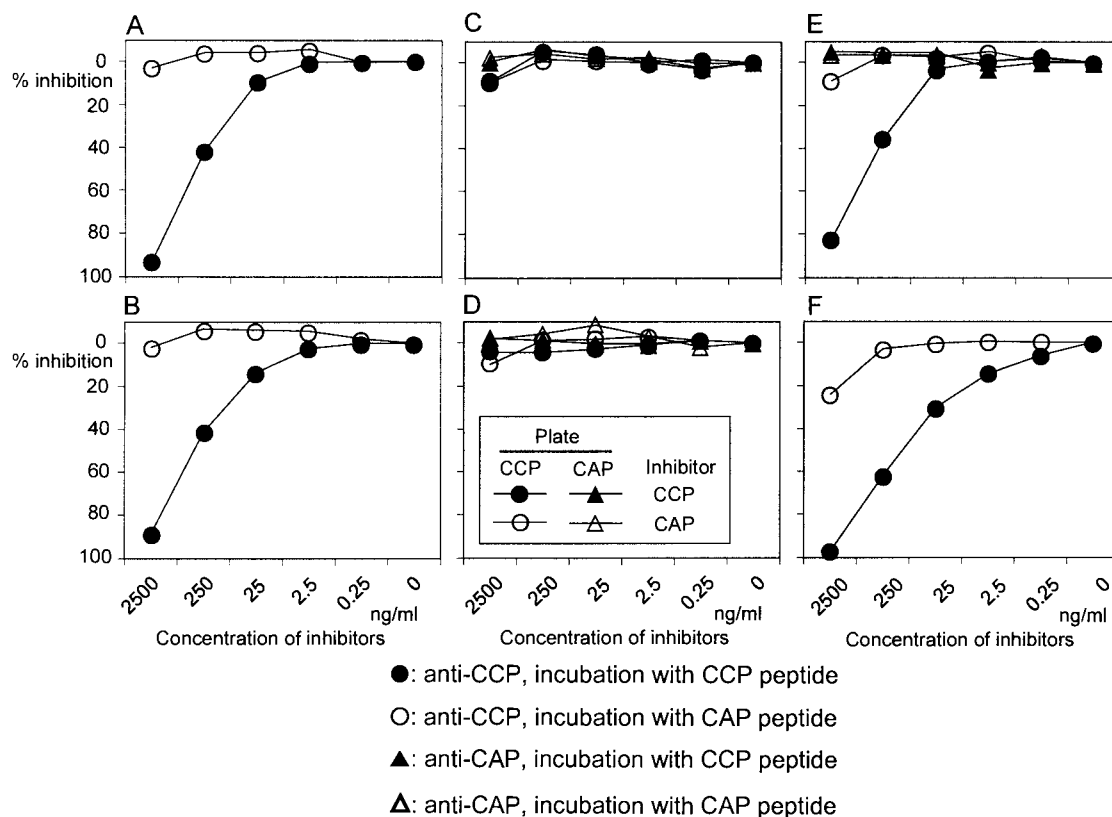 A
C
E
% inhibition
0
20
40
60
80
100
B
D
F
% inhibition
0
20
40
60
80
100
Plate
CCP CAP Inhibitor
CCP
CAP
2500 250 25 2.5 0.25 0
2500 250 25 2.5 0.25 0
2500 250 25 2.5 0.25 0
ng/ml ng/ml ng/ml
Concentration of inhibitors Concentration of inhibitors Concentration of inhibitors
: anti-CCP, incubation with CCP peptide
: anti-CCP, incubation with CAP peptide
: anti-CAP, incubation with CCP peptide
: anti-CAP, incubation with CAP peptide